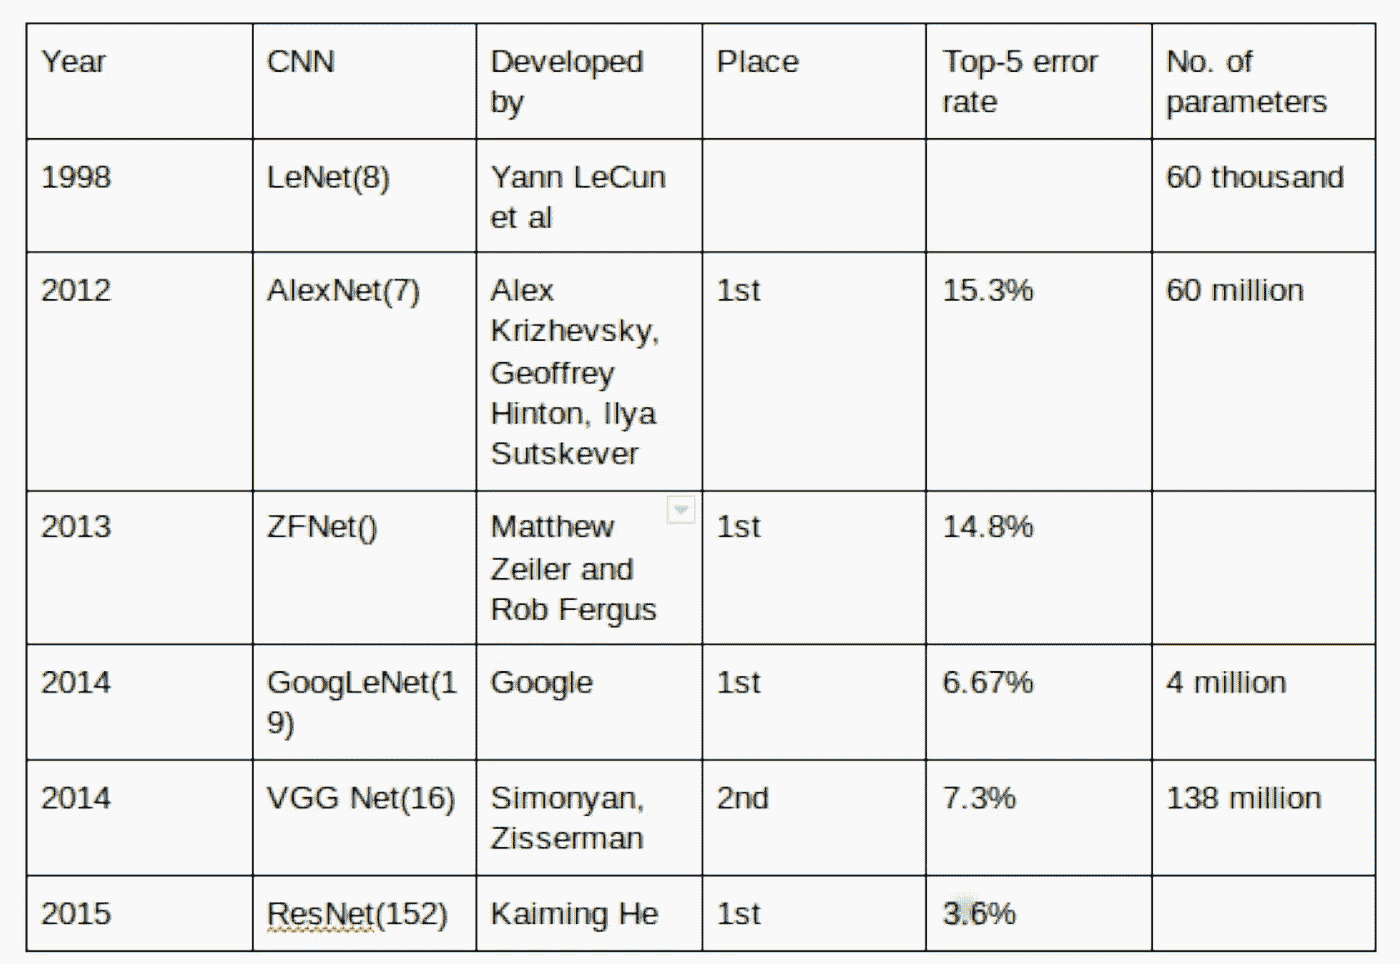 Year CNN Developed by Place Top-5 error rate No. of parameters
1998 LeNet(8) Yann LeCun et al 60 thousand
2012 AlexNet(7) Alex Krizhevsky, Geoffrey Hinton, Ilya Sutskever 1st 15.3% 60 million
2013 ZFNet() Matthew Zeiler and Rob Fergus 1st 14.8%
2014 GoogLeNet(19) Google 1st 6.67% 4 million
2014 VGG Net(16) Simonyan, Zisserman 2nd 7.3% 138 million
2015 ResNet(152) Kaiming He 1st 3.6%